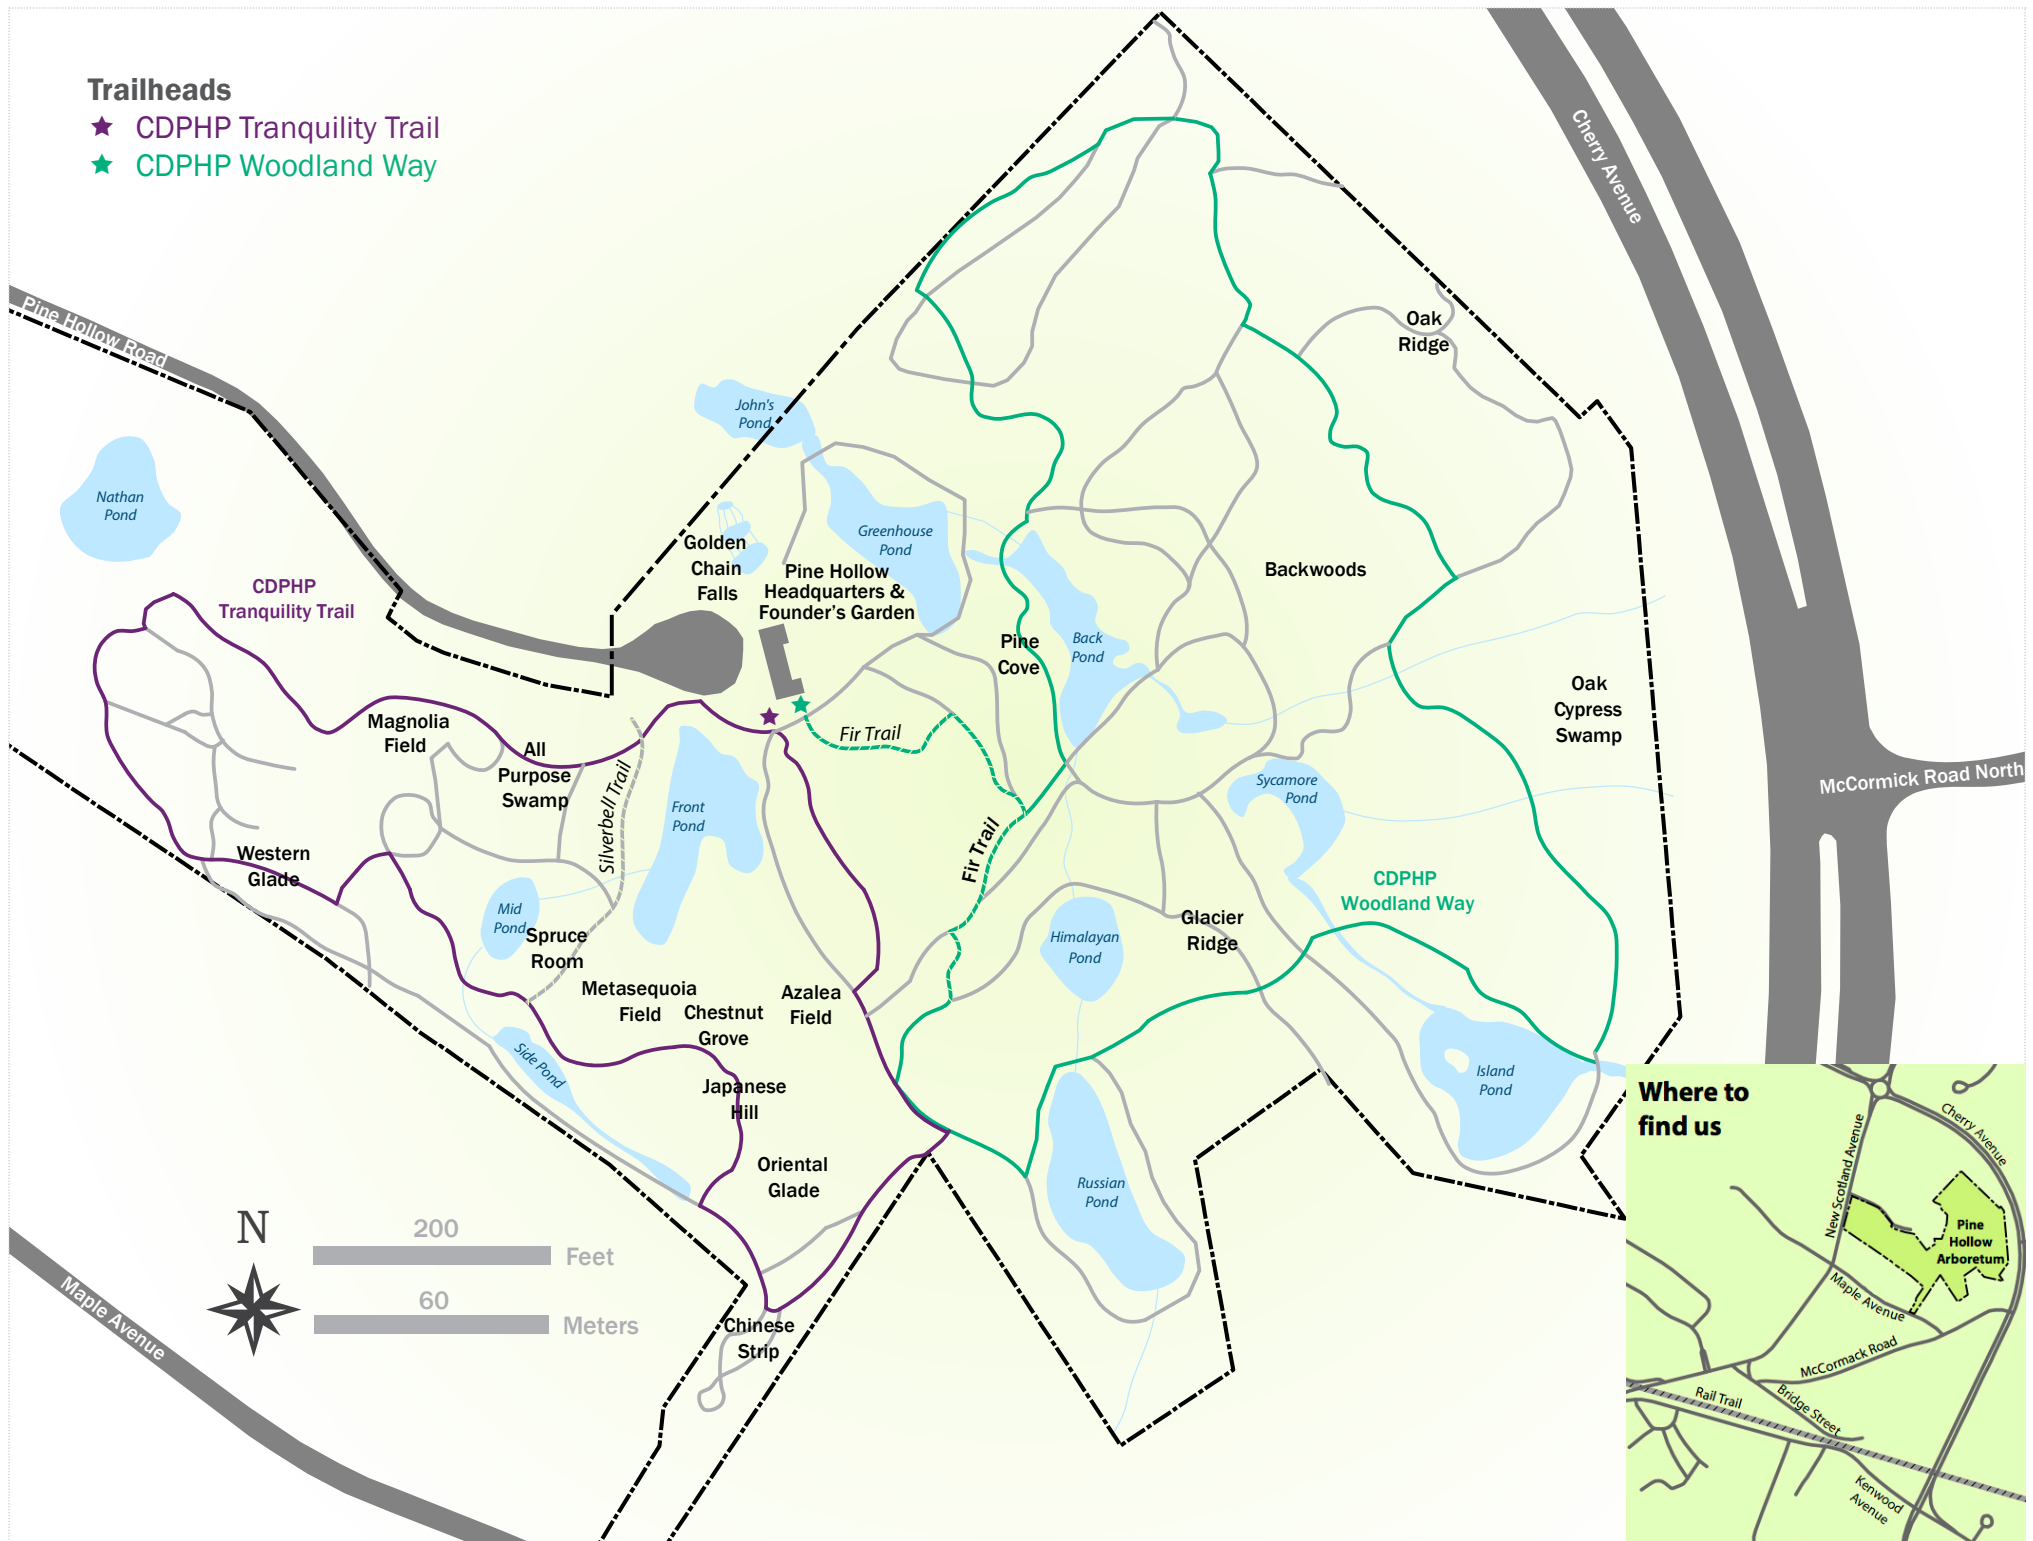 Trailheads
CDPHP Tranquility Trail
CDPHP Woodland Way
Cherry Avenue
Pine Hollow Road
Oak
Ridge
John's
Pond
Nathan
Pond
Greenhouse
Pond
Golden
Chain
Falls
Pine Hollow
Headquarters &
Founder's Garden
Backwoods
CDPHP
Tranquility Trail
Pine
Cove
Back
Pond
Oak
Cypress
Swamp
Magnolia
Field
All
Purpose
Swamp
Fir Trail
Silverbell Trail
Front
Pond
Sycamore
Pond
McCormick Road North
Western
Glade
Fir Trail
CDPHP
Woodland Way
Mid
Pond
Spruce
Room
Himalayan
Pond
Glacier
Ridge
Metasequoia
Field
Chestnut
Grove
Azalea
Field
Side Pond
Japanese
Hill
Island
Pond
Oriental
Glade
Russian
Pond
N
200
Feet
60
Meters
Chinese
Strip
Maple Avenue
Where to
find us
New Scotland Avenue
Cherry Avenue
Pine
Hollow
Arboretum
Maple Avenue
McCormack Road
Rail Trail
Bridge Street
Kenwood
Avenue